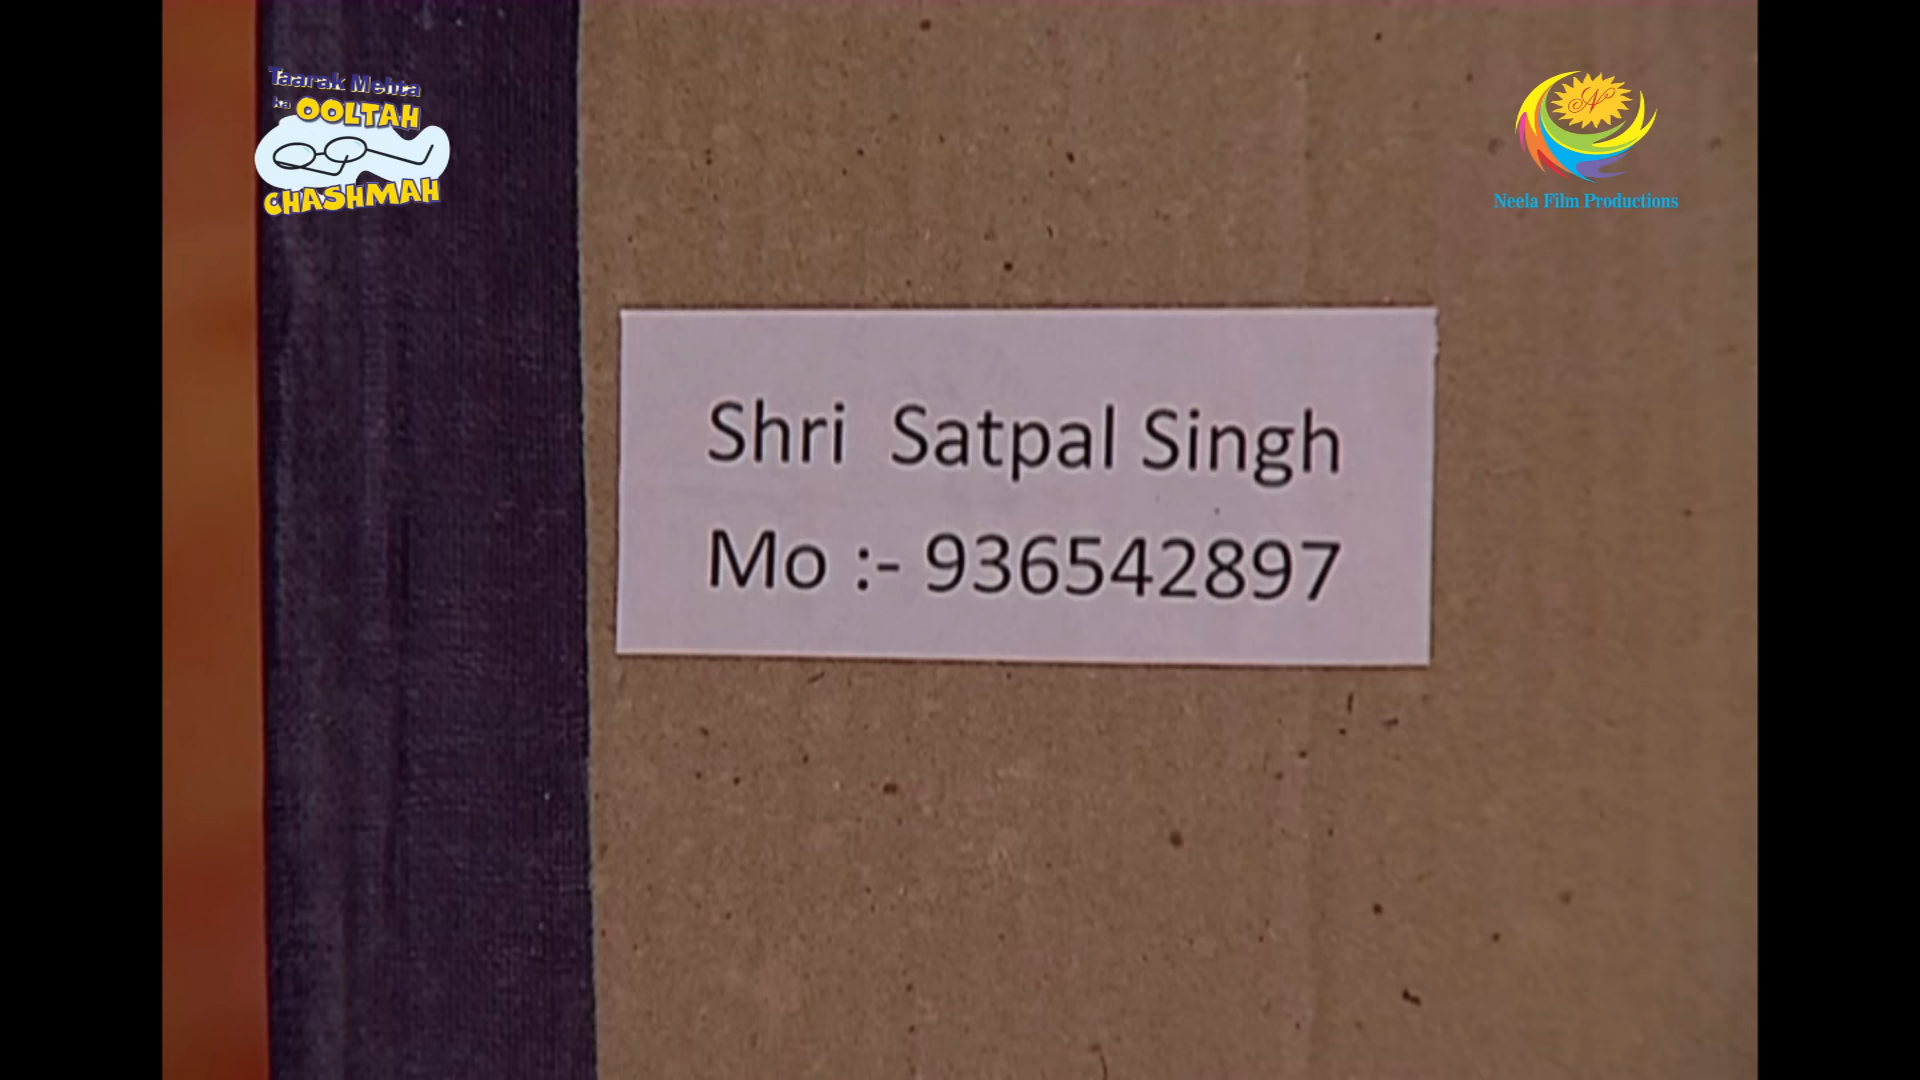 Taarak Mehta
ka OOLTAH
CHASHMAH
Neela Film Productions
Shri Satpal Singh
Mo :- 936542897